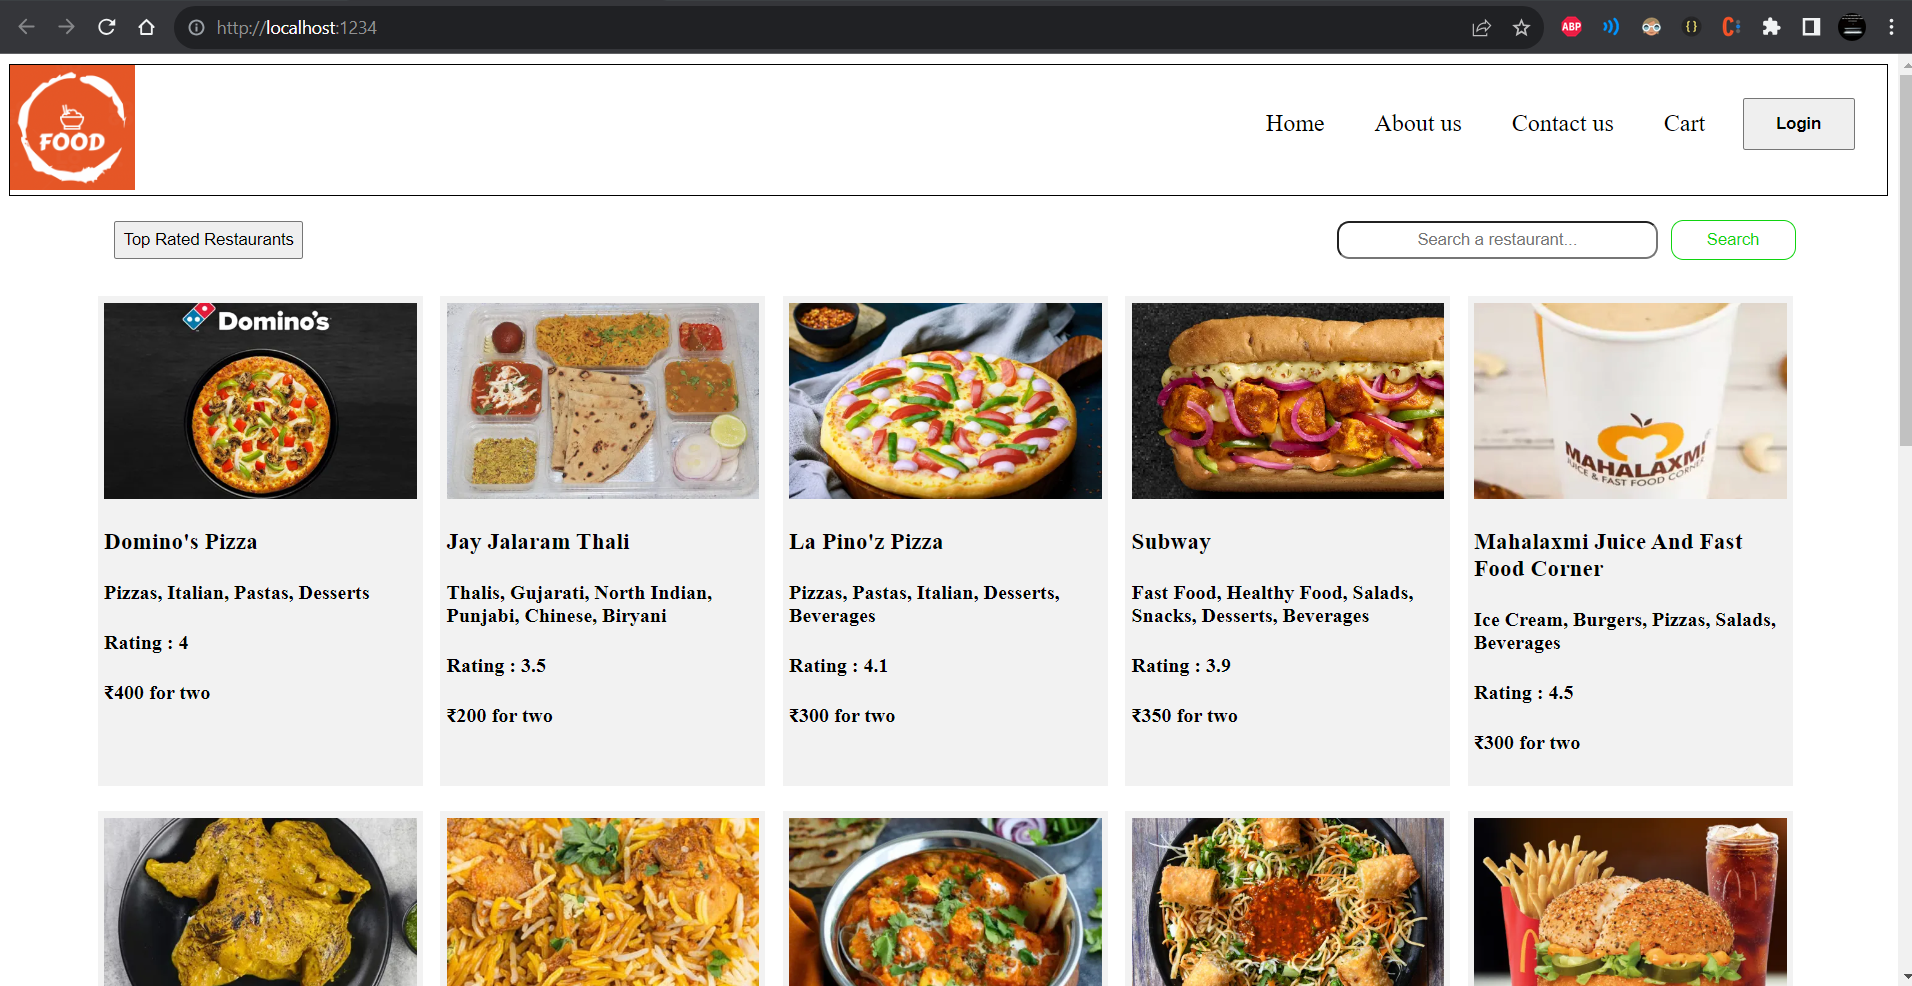 http://localhost:1234
ABP
FOOD
Home About us Contact us Cart Login
Top Rated Restaurants Search a restaurant... Search
Domino's
MAHALAXMI
JUICE & FAST FOOD CORNER
Domino's Pizza
Pizzas, Italian, Pastas, Desserts
Rating : 4
₹400 for two
Jay Jalaram Thali
Thalis, Gujarati, North Indian,
Punjabi, Chinese, Biryani
Rating : 3.5
₹200 for two
La Pino'z Pizza
Pizzas, Pastas, Italian, Desserts,
Beverages
Rating : 4.1
₹300 for two
Subway
Fast Food, Healthy Food, Salads,
Snacks, Desserts, Beverages
Rating : 3.9
₹350 for two
Mahalaxmi Juice And Fast
Food Corner
Ice Cream, Burgers, Pizzas, Salads,
Beverages
Rating : 4.5
₹300 for two